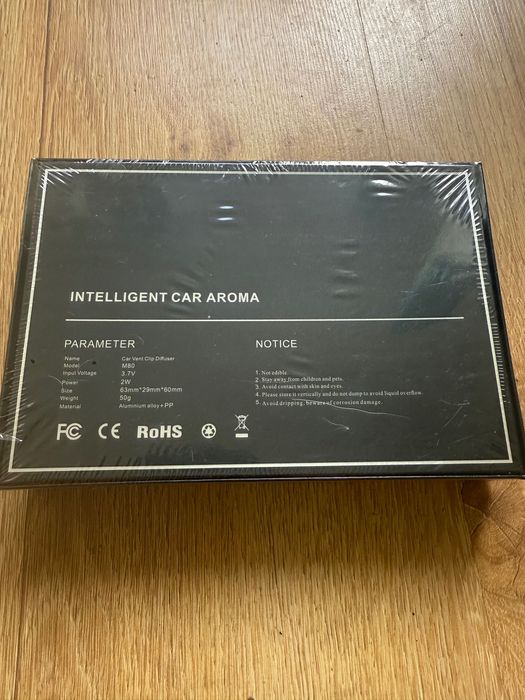 INTELLIGENT CAR AROMA
PARAMETER
Name Car Vent Clip Diffuser
Model: M80
Input Voltage 3.7V
Power 2W
Size 63mm*29mm*60mm
Weight 50g
Material Aluminium alloy+PP
FC CE RoHS
NOTICE
1. Not edible.
2. Stay away from children and pets.
3. Avoid contact with skin and eyes.
4. Please store it vertically and do not dump to avoid liquid overflow.
5. Avoid dripping, beware of corrosion damage.